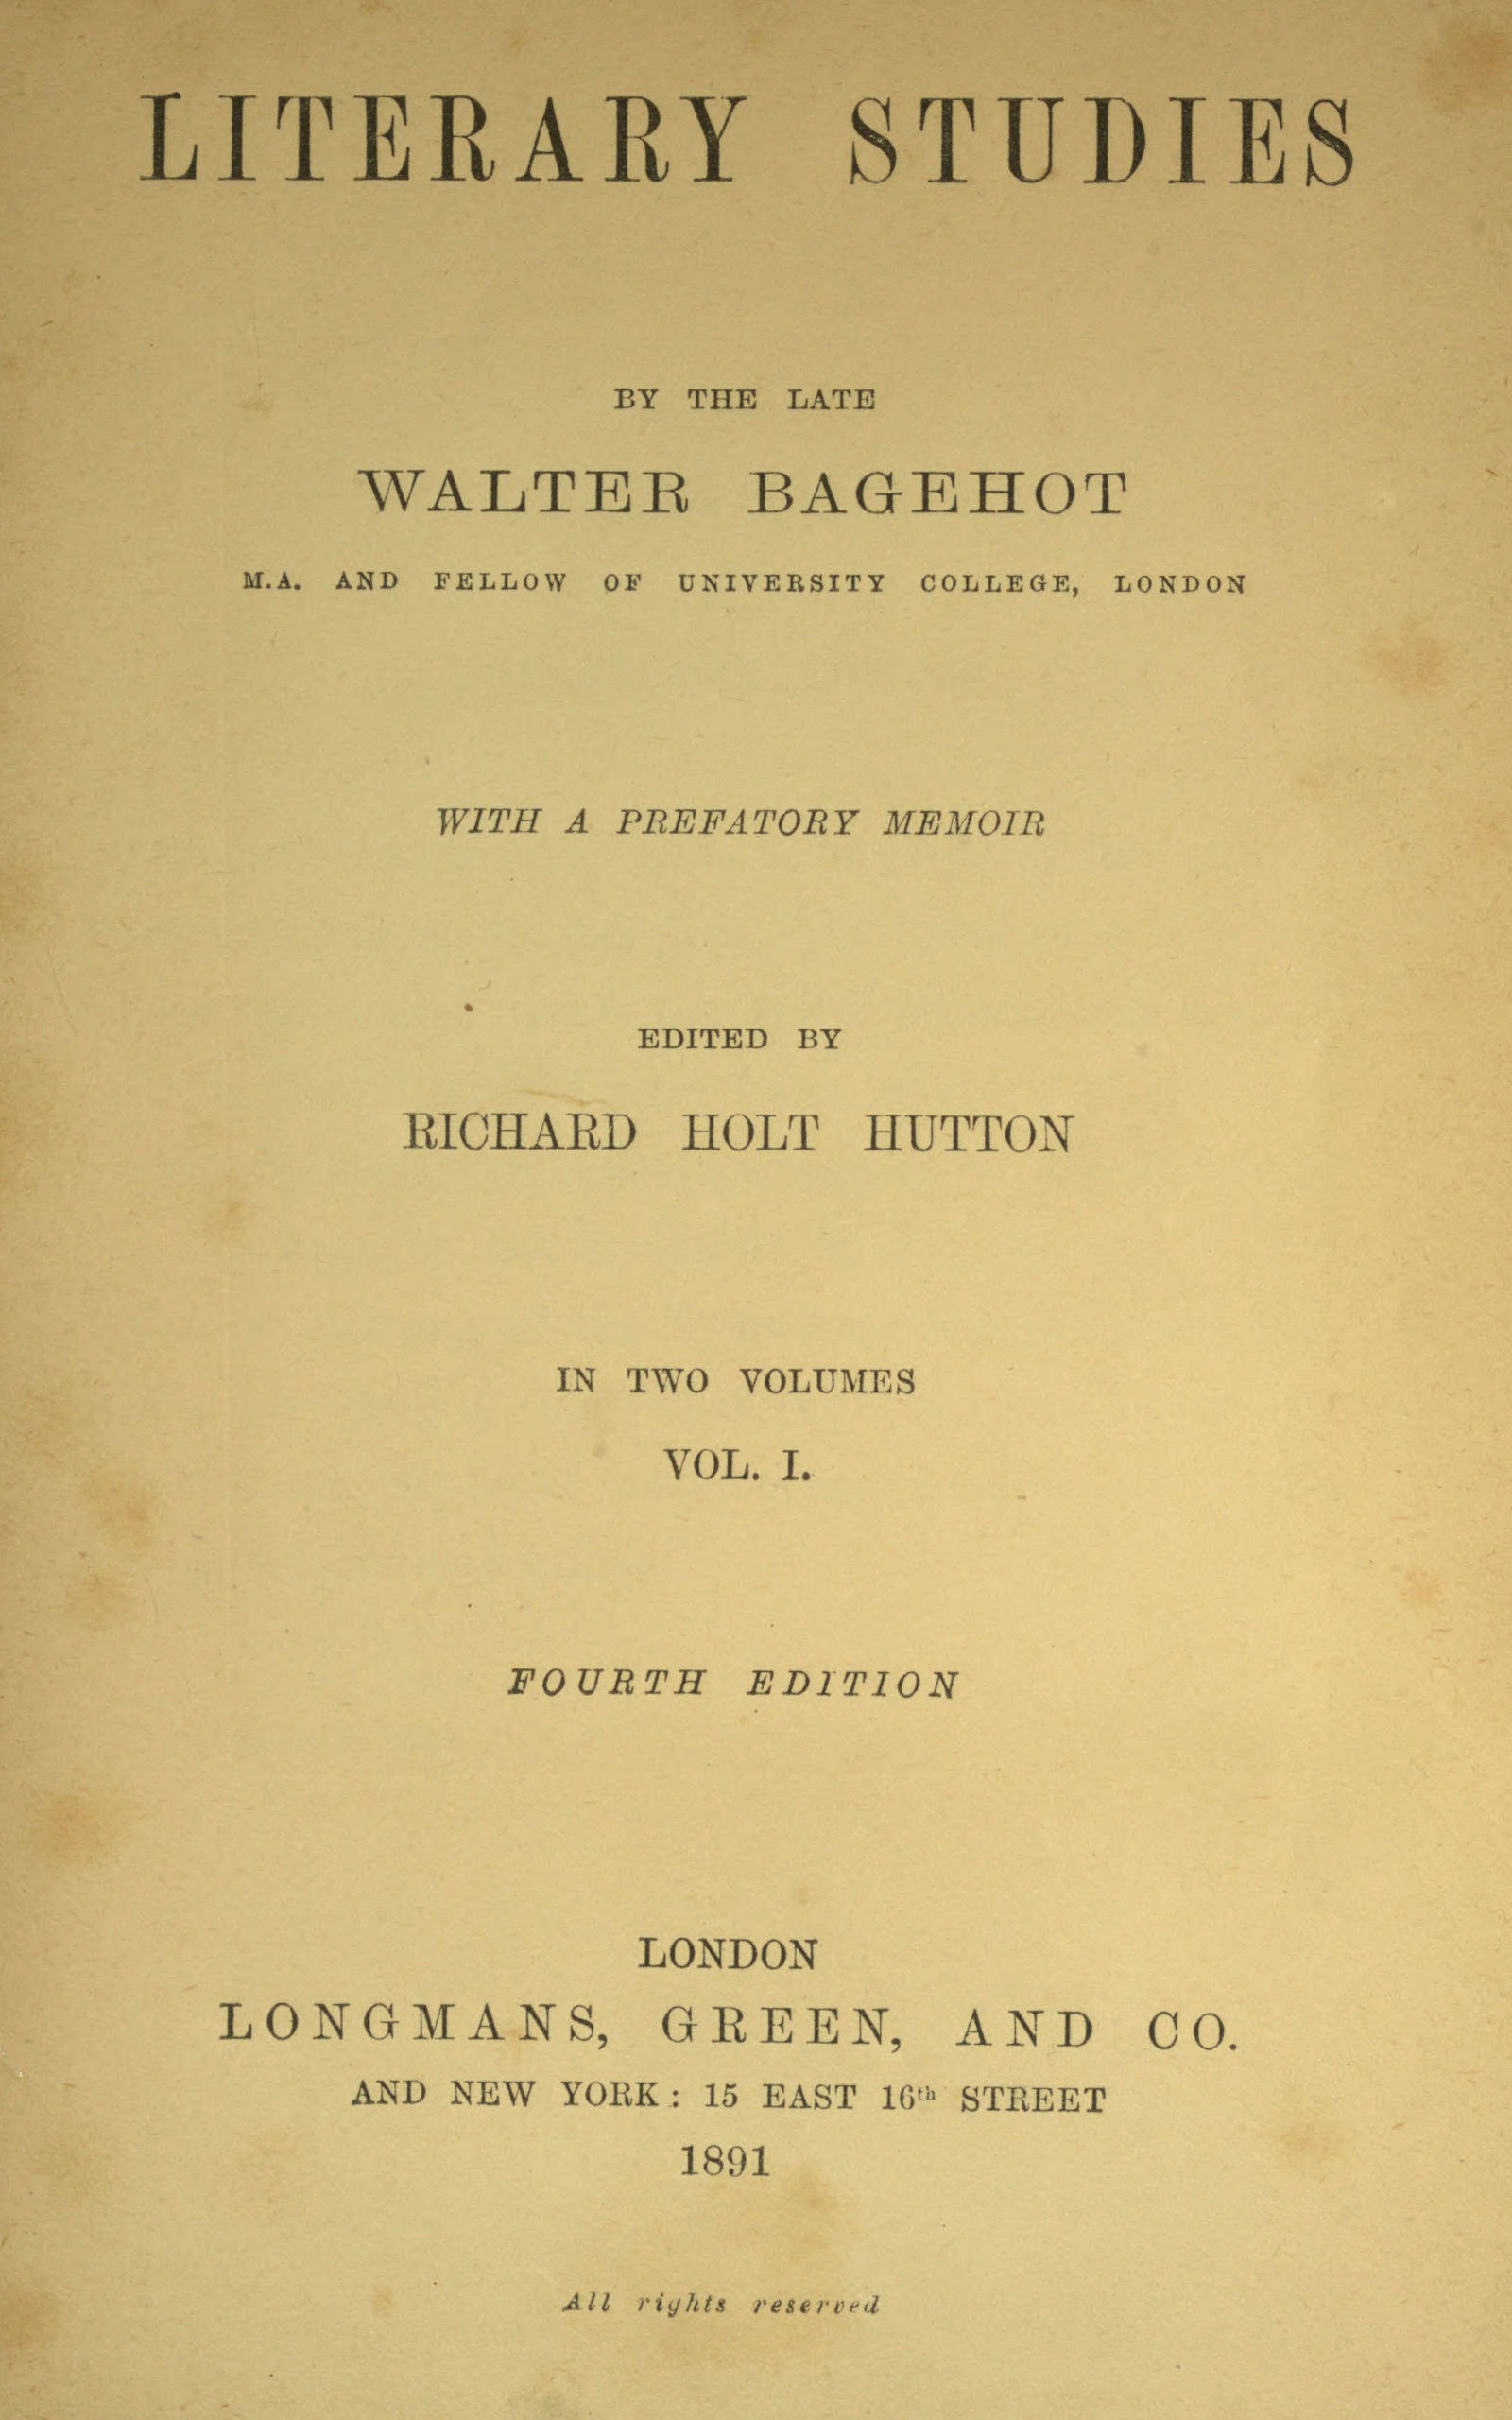 LITERARY STUDIES
BY THE LATE
WALTER BAGEHOT
M.A. AND FELLOW OF UNIVERSITY COLLEGE, LONDON
WITH A PREFATORY MEMOIR
EDITED BY
RICHARD HOLT HUTTON
IN TWO VOLUMES
VOL. I.
FOURTH EDITION
LONDON
LONGMANS, GREEN, AND CO.
AND NEW YORK: 15 EAST 16th STREET
1891
All rights reserved